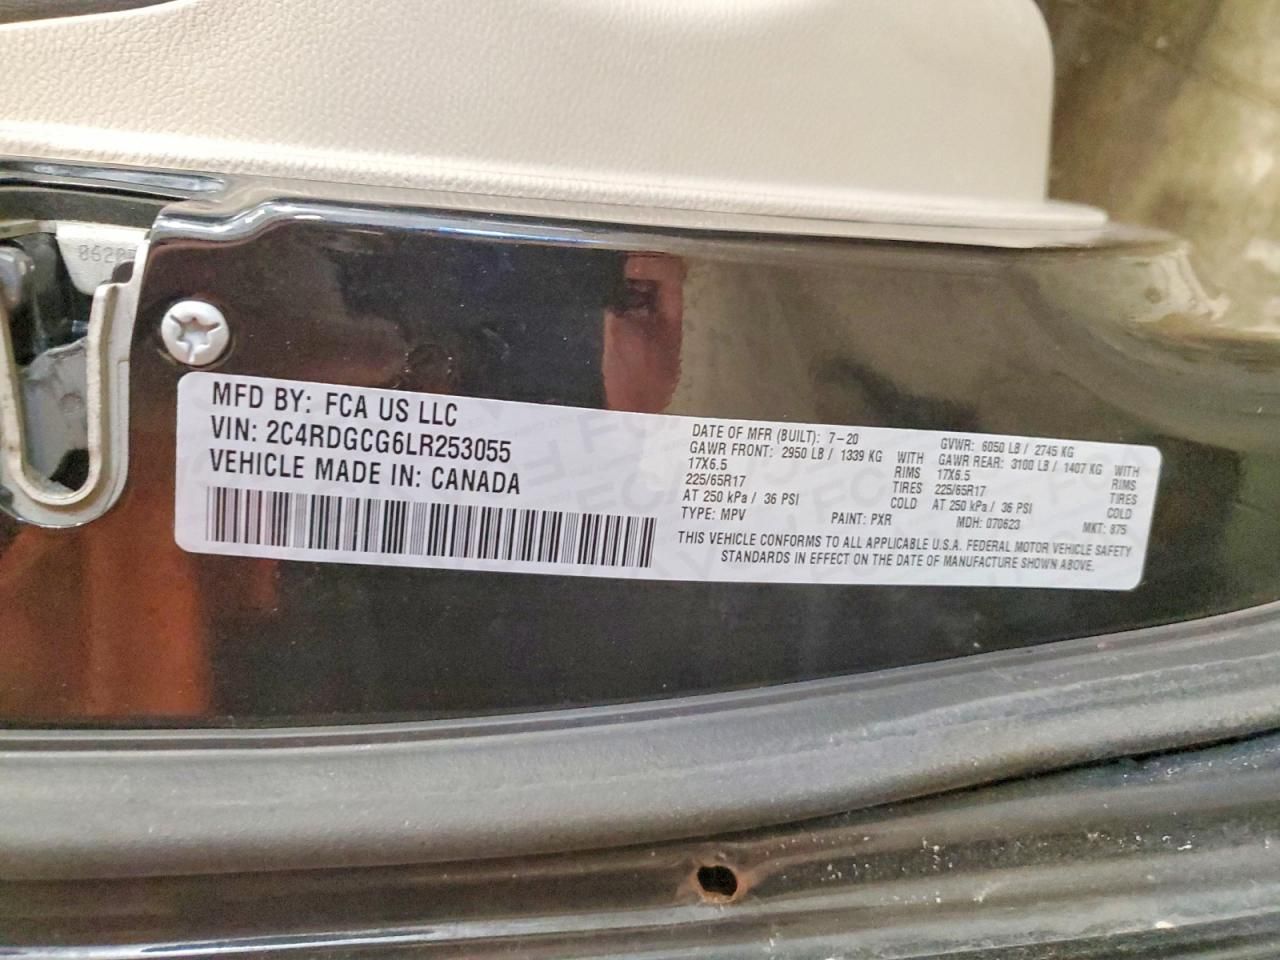 MFD BY: FCA US LLC
VIN: 2C4RDGCG6LR253055
VEHICLE MADE IN: CANADA
DATE OF MFR (BUILT): 7-20 GVWR: 6050 LB / 2745 KG
GAWR FRONT: 2950 LB / 1339 KG WITH GAWR REAR: 3100 LB / 1407 KG WITH
17X6.5 RIMS 17X6.5 RIMS
225/65R17 TIRES 225/65R17 TIRES
AT 250 kPa / 36 PSI COLD AT 250 kPa / 36 PSI COLD
TYPE: MPV PAINT: PXR MDH: 070623 MKT: 875
THIS VEHICLE CONFORMS TO ALL APPLICABLE U.S.A. FEDERAL MOTOR VEHICLE SAFETY
STANDARDS IN EFFECT ON THE DATE OF MANUFACTURE SHOWN ABOVE.